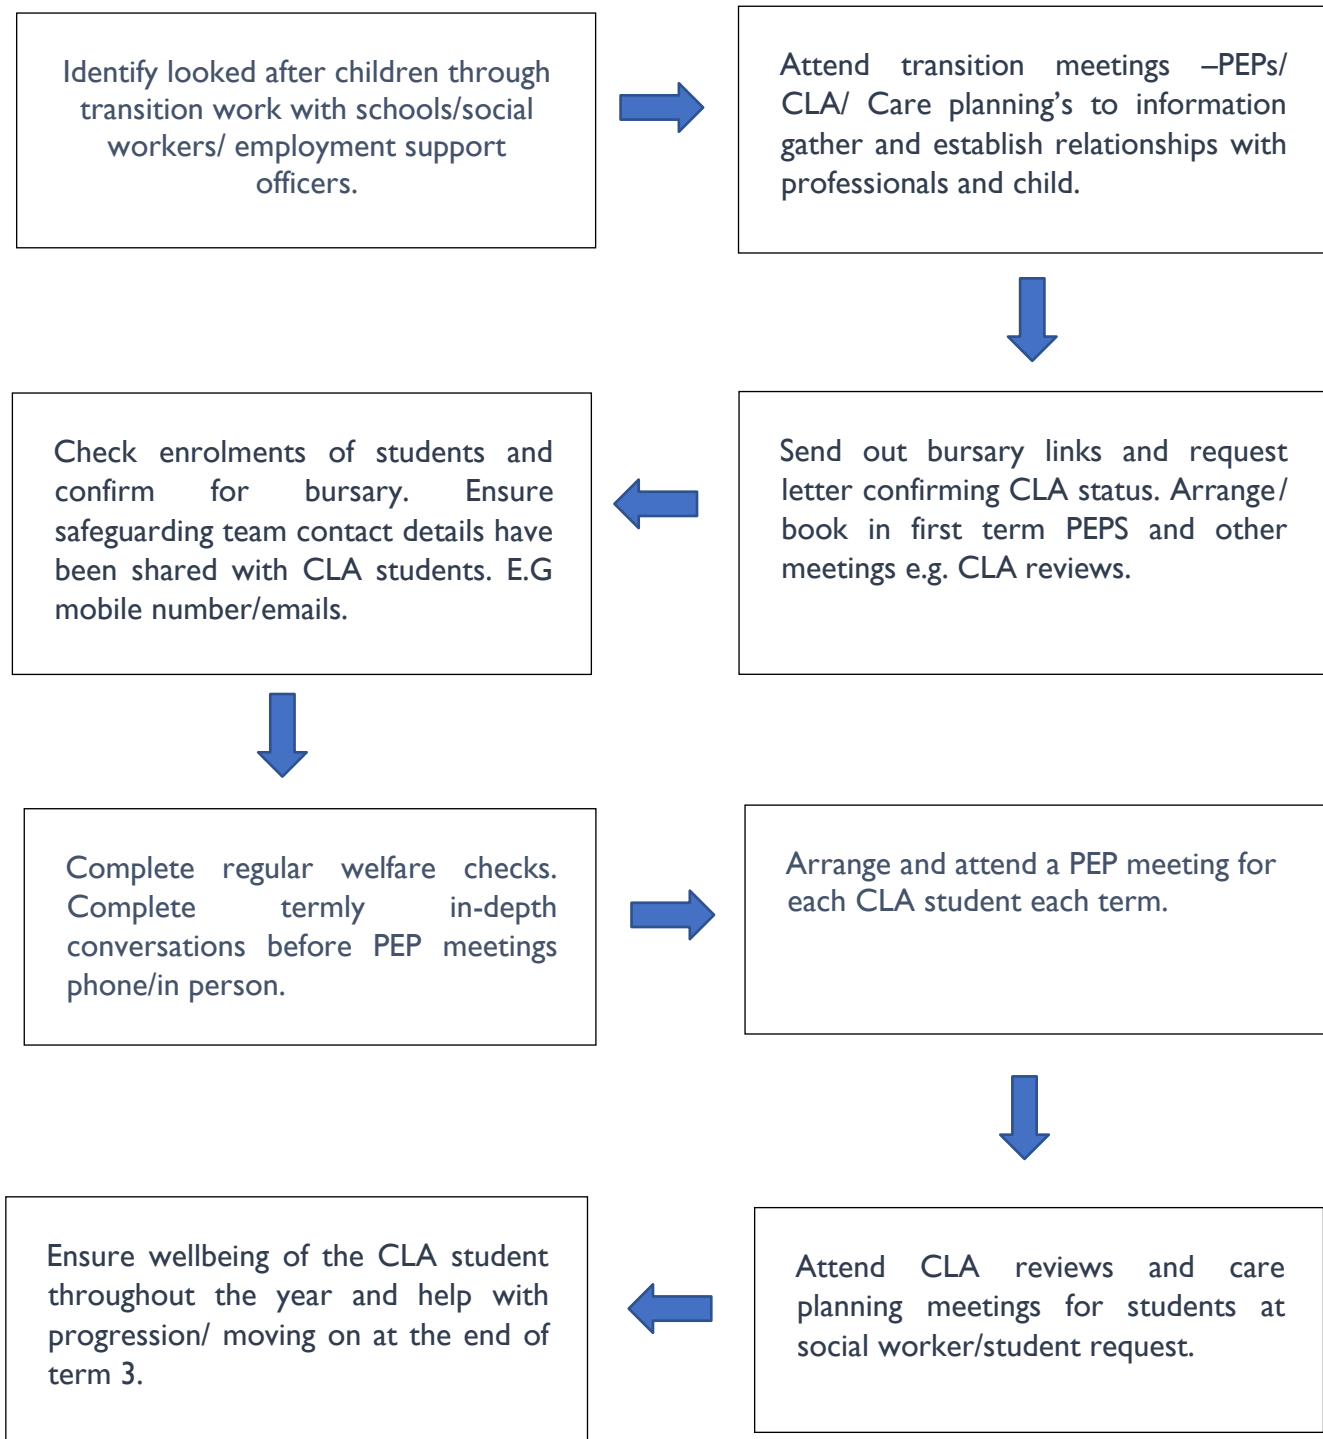 Identify looked after children through
transition work with schools/social
workers/ employment support
officers.
Attend transition meetings –PEPs/
CLA/ Care planning’s to information
gather and establish relationships with
professionals and child.
Send out bursary links and request
letter confirming CLA status. Arrange/
book in first term PEPS and other
meetings e.g. CLA reviews.
Check enrolments of students and
confirm for bursary. Ensure
safeguarding team contact details have
been shared with CLA students. E.G
mobile number/emails.
Complete regular welfare checks.
Complete termly in-depth
conversations before PEP meetings
phone/in person.
Arrange and attend a PEP meeting for
each CLA student each term.
Attend CLA reviews and care
planning meetings for students at
social worker/student request.
Ensure wellbeing of the CLA student
throughout the year and help with
progression/ moving on at the end of
term 3.